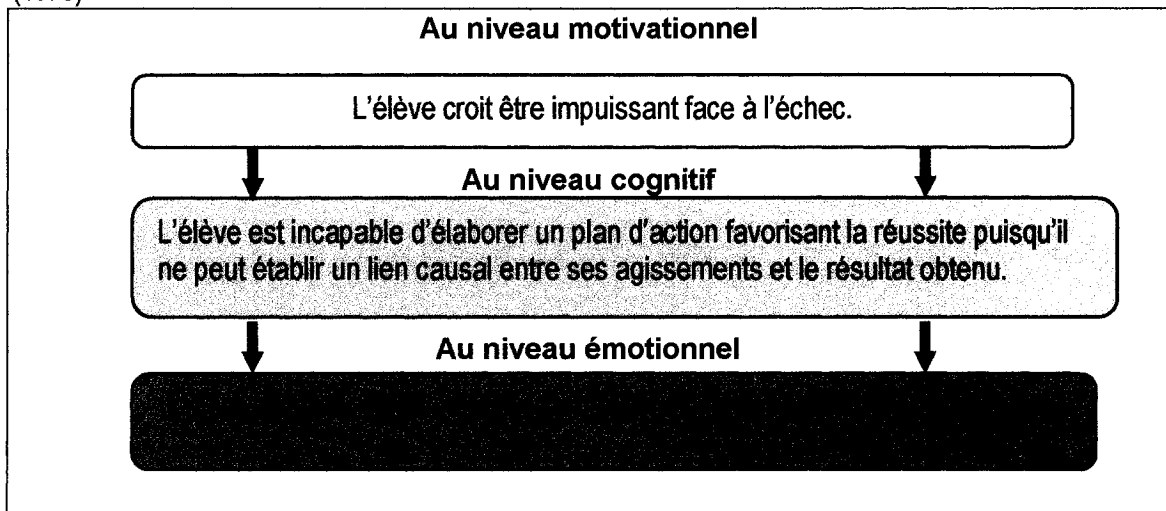 Au niveau motivationnel
L'élève croit être impuissant face à l'échec.
Au niveau cognitif
L'élève est incapable d'élaborer un plan d'action favorisant la réussite puisqu'il
ne peut établir un lien causal entre ses agissements et le résultat obtenu.
Au niveau émotionnel